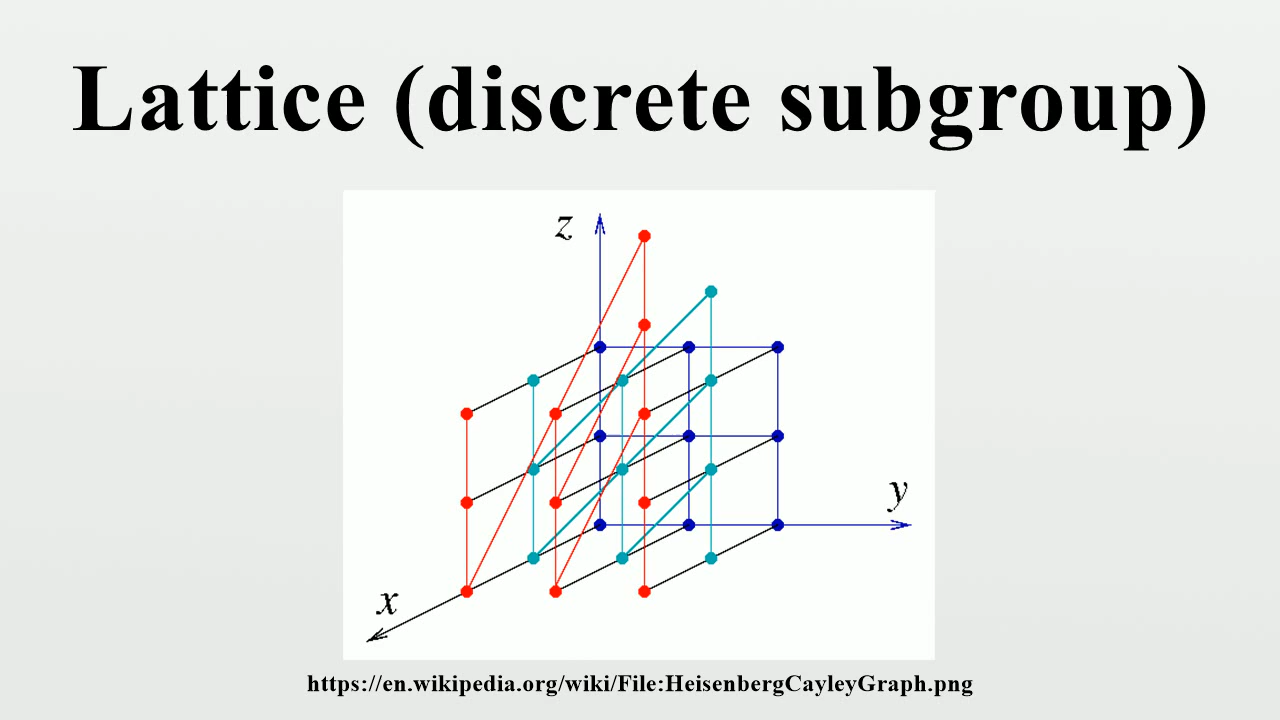 Lattice (discrete subgroup)
z
y
x
https://en.wikipedia.org/wiki/File:HeisenbergCayleyGraph.png